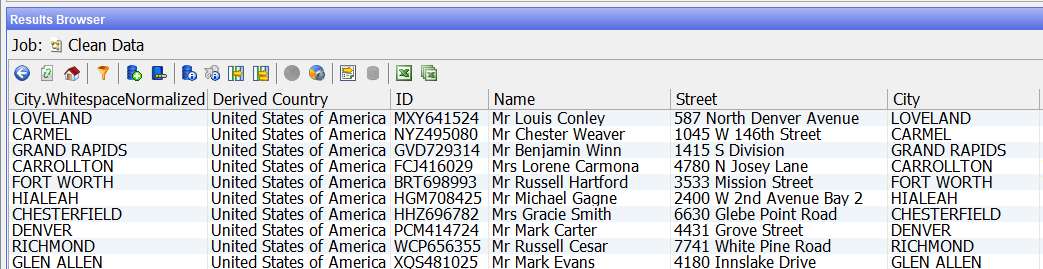 Results Browser
Job: Clean Data
City.WhitespaceNormalized Derived Country ID Name Street City
LOVELAND United States of America MXY641524 Mr Louis Conley 587 North Denver Avenue LOVELAND
CARMEL United States of America NYZ495080 Mr Chester Weaver 1045 W 146th Street CARMEL
GRAND RAPIDS United States of America GVD729314 Mr Benjamin Winn 1415 S Division GRAND RAPIDS
CARROLLTON United States of America FCJ416029 Mrs Lorene Carmona 4780 N Josey Lane CARROLLTON
FORT WORTH United States of America BRT698993 Mr Russell Hartford 3533 Mission Street FORT WORTH
HIALEAH United States of America HGM708425 Mr Michael Gagne 2400 W 2nd Avenue Bay 2 HIALEAH
CHESTERFIELD United States of America HHZ696782 Mrs Gracie Smith 6630 Glebe Point Road CHESTERFIELD
DENVER United States of America PCM414724 Mr Mark Carter 4431 Grove Street DENVER
RICHMOND United States of America WCP656355 Mr Russell Cesar 7741 White Pine Road RICHMOND
GLEN ALLEN United States of America XQS481025 Mr Mark Evans 4180 Innslake Drive GLEN ALLEN